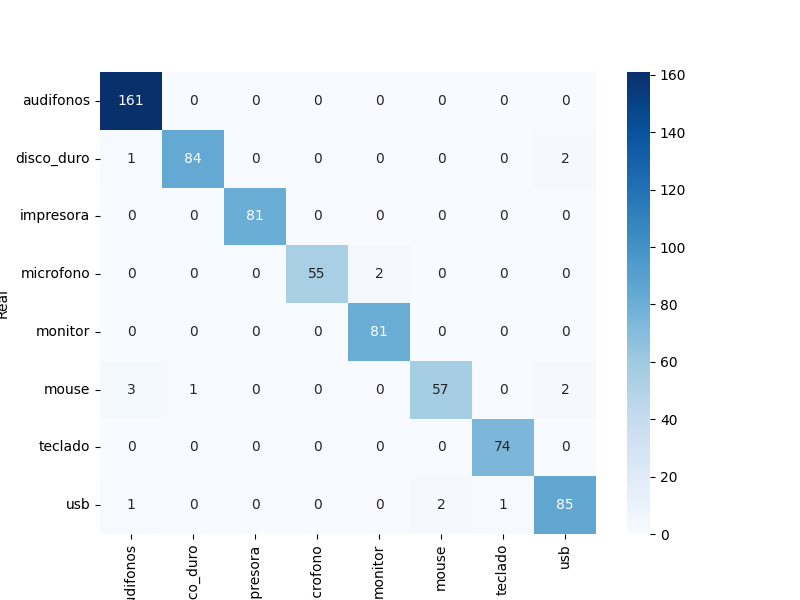 audifonos 161 0 0 0 0 0 0 0
disco_duro 1 84 0 0 0 0 0 2
impresora 0 0 81 0 0 0 0 0
microfono 0 0 0 55 2 0 0 0
monitor 0 0 0 0 81 0 0 0
mouse 3 1 0 0 0 57 0 2
teclado 0 0 0 0 0 0 74 0
usb 1 0 0 0 0 2 1 85
udifonos
co_duro
presora
crofono
monitor
mouse
teclado
usb
Real
160
140
120
100
80
60
40
20
0